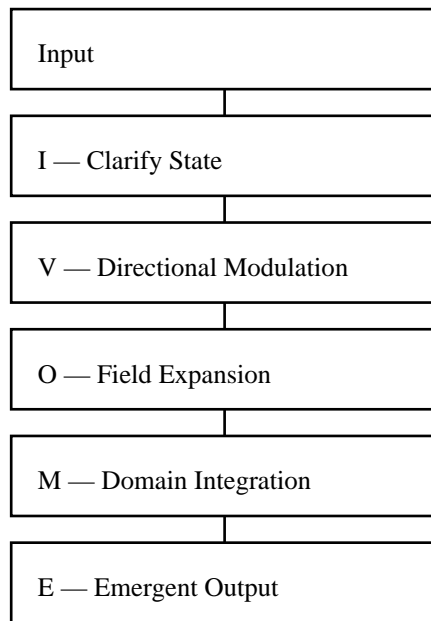 Input
I — Clarify State
V — Directional Modulation
O — Field Expansion
M — Domain Integration
E — Emergent Output